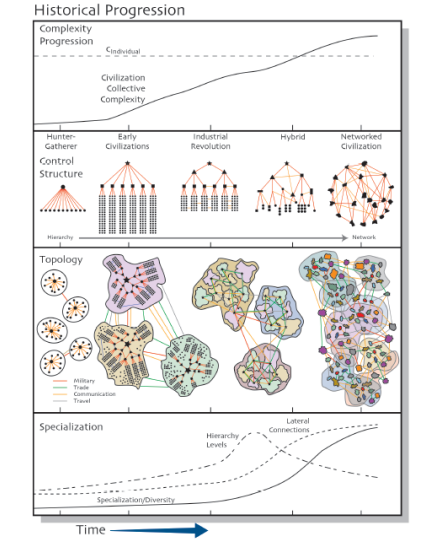 Historical Progression
Complexity
Progression
CIndividual
Civilization
Collective
Complexity
Hunter-
Gatherer
Early
Civilizations
Industrial
Revolution
Hybrid
Networked
Civilization
Control
Structure
Hierarchy
Network
Topology
Military
Trade
Communication
Travel
Specialization
Hierarchy
Levels
Lateral
Connections
Specialization/Diversity
Time